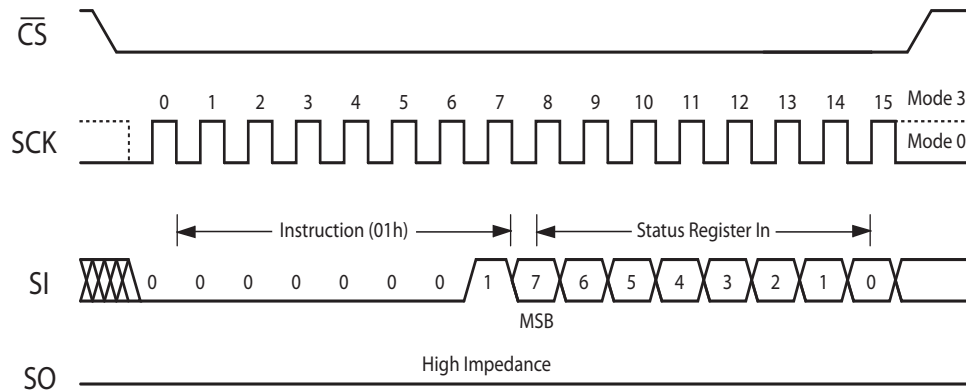 CS
0 1 2 3 4 5 6 7 8 9 10 11 12 13 14 15 Mode 3
SCK
Mode 0
Instruction (01h) Status Register In
SI 0 0 0 0 0 0 0 1 7 6 5 4 3 2 1 0
MSB
High Impedance
SO